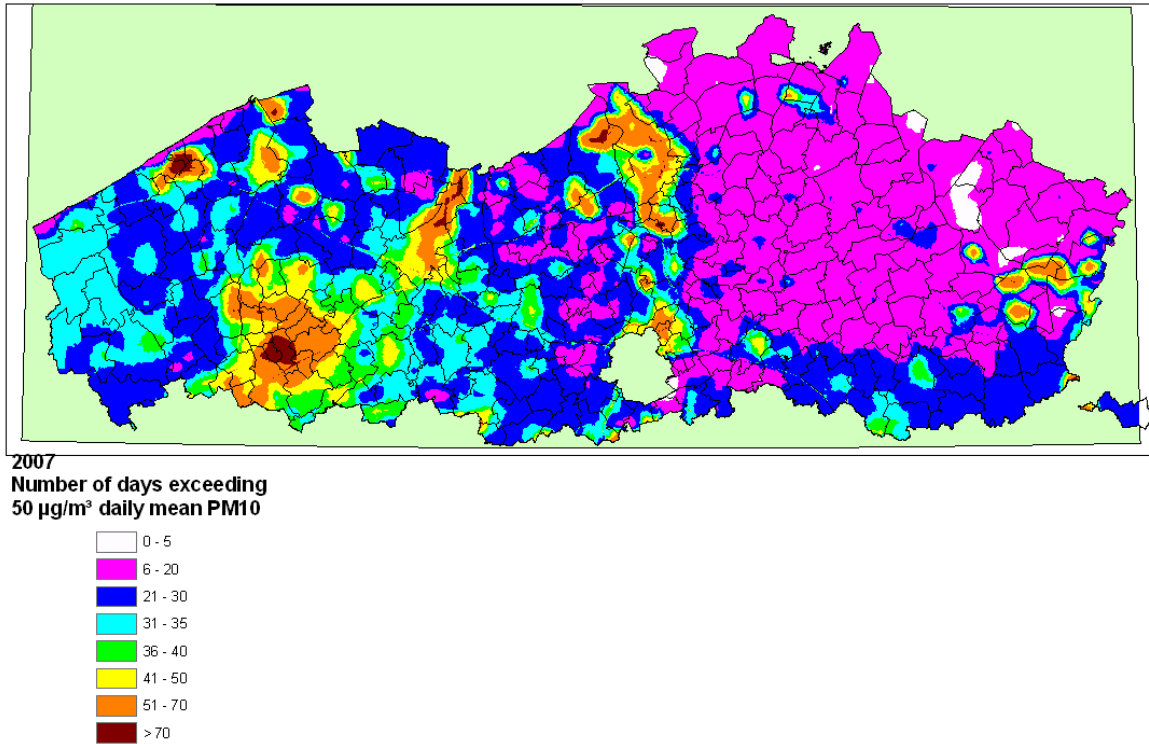 2007
Number of days exceeding
50 µg/m³ daily mean PM10
0 - 5
6 - 20
21 - 30
31 - 35
36 - 40
41 - 50
51 - 70
>70